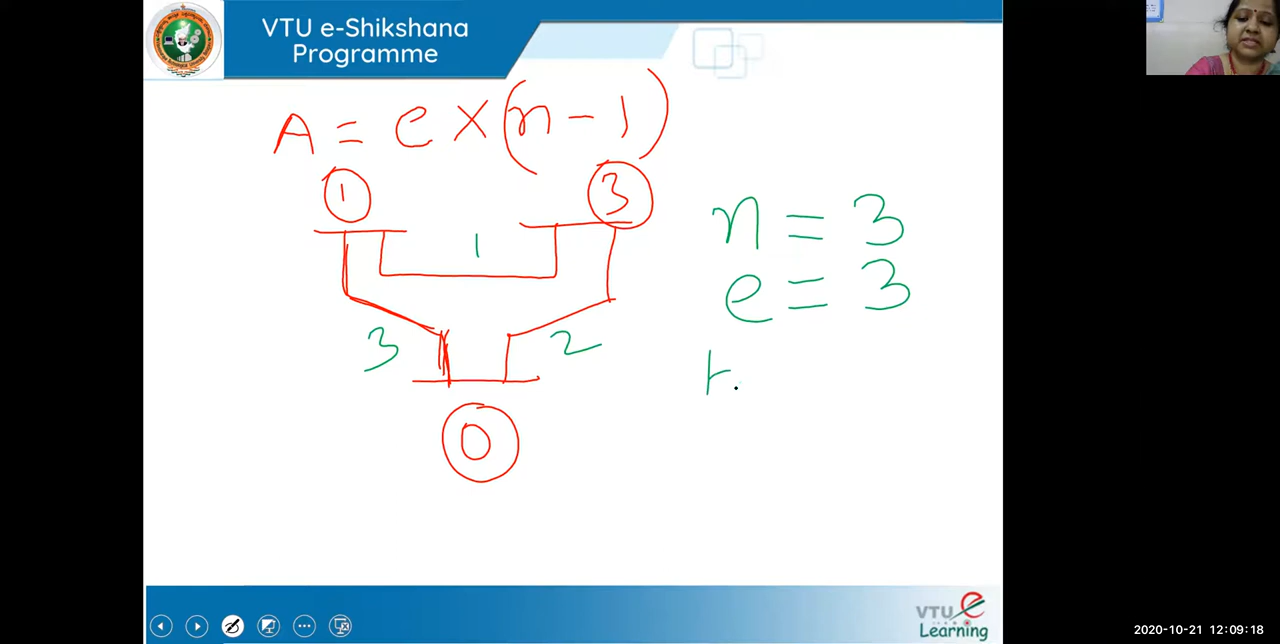 VTU e-Shikshana
Programme
A = e × (n - 1)
1
3
1
n = 3
e = 3
3
2
0
VTU e
Learning
2020-10-21 12:09:18